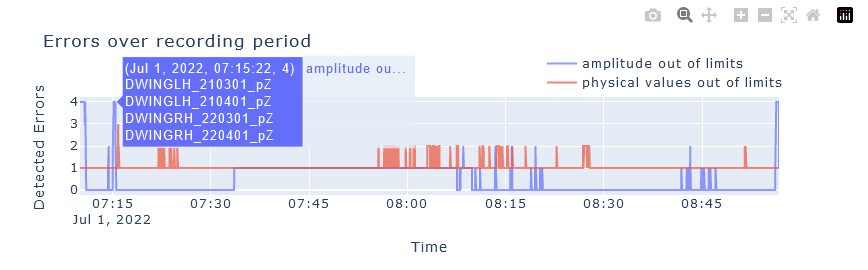 Errors over recording period
(Jul 1, 2022, 07:15:22, 4) amplitude ou...
DWINGLH_210301_pZ
DWINGLH_210401_pZ
DWINGRH_220301_pZ
DWINGRH_220401_pZ
amplitude out of limits
physical values out of limits
Detected Errors
4
3
2
1
0
07:15 07:30 07:45 08:00 08:15 08:30 08:45
Jul 1, 2022
Time